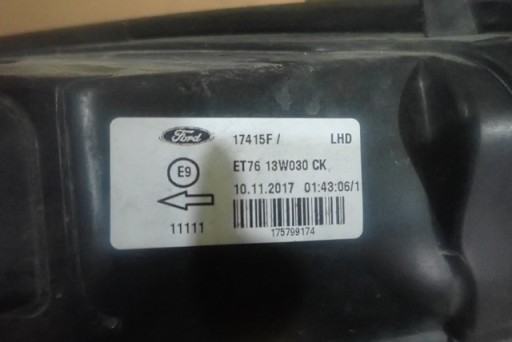 Ford 17415F / LHD
E9 ET76 13W030 CK
10.11.2017 01:43:06/1
11111 175799174